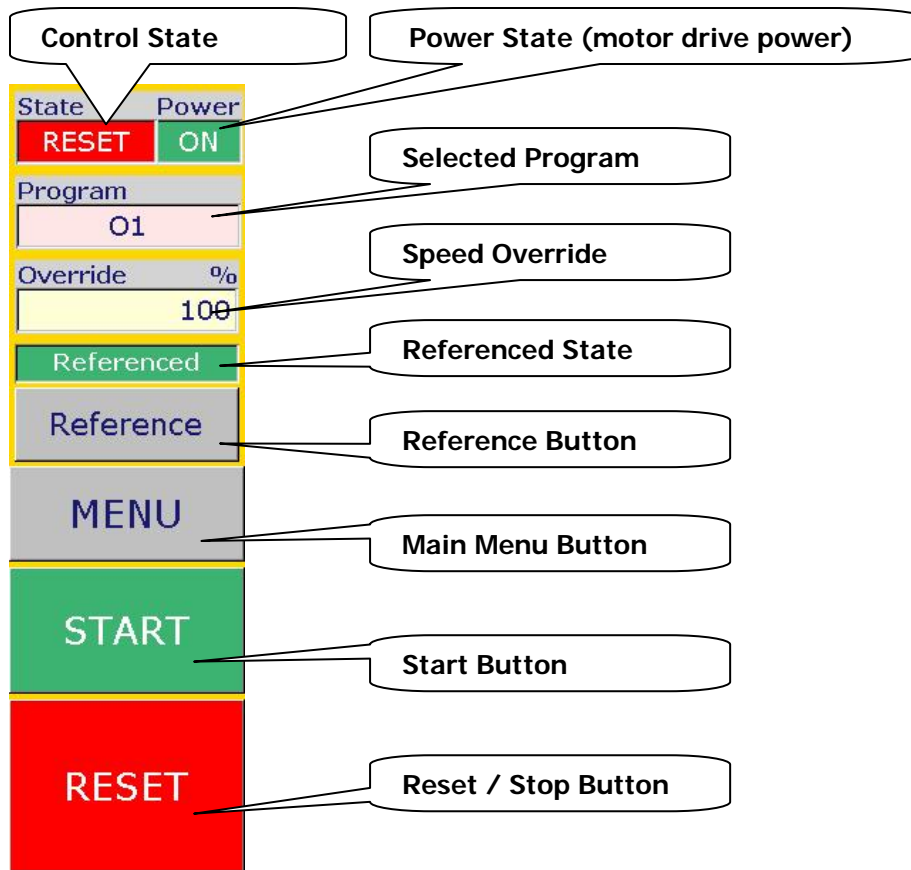 Control State
Power State (motor drive power)
State Power
RESET ON
Selected Program
Program
O1
Speed Override
Override %
100
Referenced State
Referenced
Reference
Reference Button
MENU
Main Menu Button
START
Start Button
RESET
Reset / Stop Button